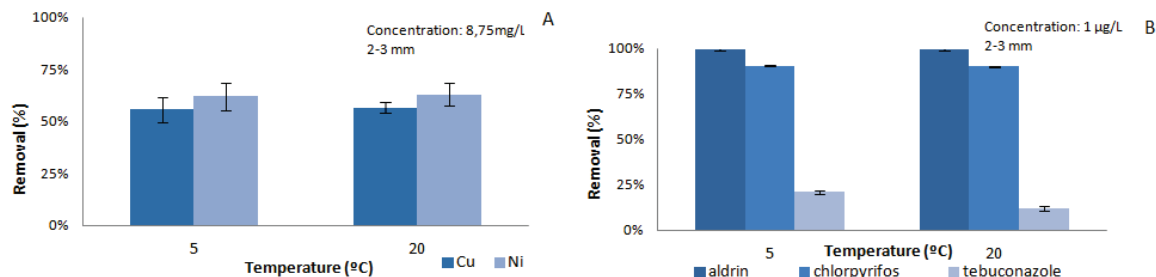 A
100%
75%
50%
25%
0%
Removal (%)
Concentration: 8,75mg/L
2-3 mm
5
20
Temperature (ºC)
Cu
Ni
B
100%
75%
50%
25%
0%
Removal (%)
Concentration: 1 µg/L
2-3 mm
5
20
Temperature (ºC)
aldrin
chlorpyrifos
tebuconazole